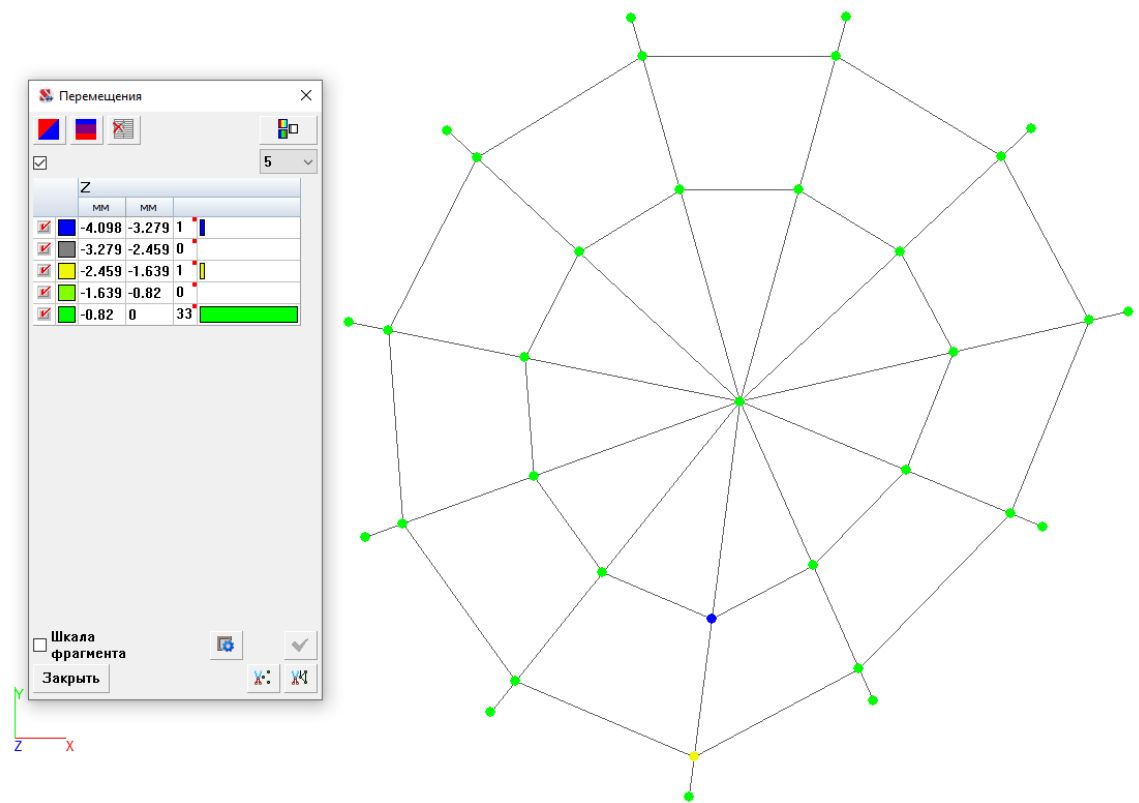 Перемещения
5
Z
мм мм
-4.098 -3.279 1
-3.279 -2.459 0
-2.459 -1.639 1
-1.639 -0.82 0
-0.82 0 33
Шкала
фрагмента
Закрыть
Y
Z X